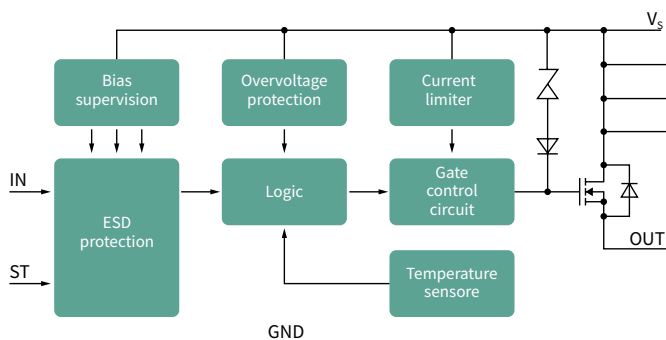 Vs
Bias
supervision
Overvoltage
protection
Current
limiter
IN
ESD
protection
Logic
Gate
control
circuit
OUT
ST
Temperature
sensore
GND